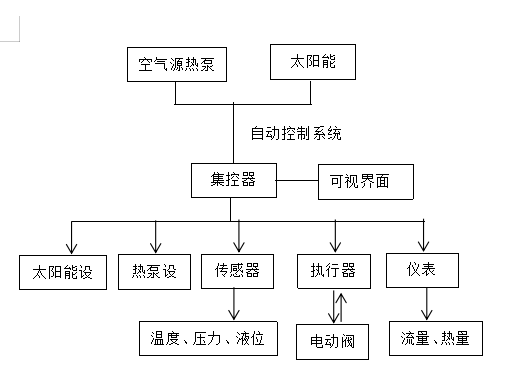 空气源热泵
太阳能
自动控制系统
集控器
可视界面
太阳能设
热泵设
传感器
执行器
仪表
温度、压力、液位
电动阀
流量、热量